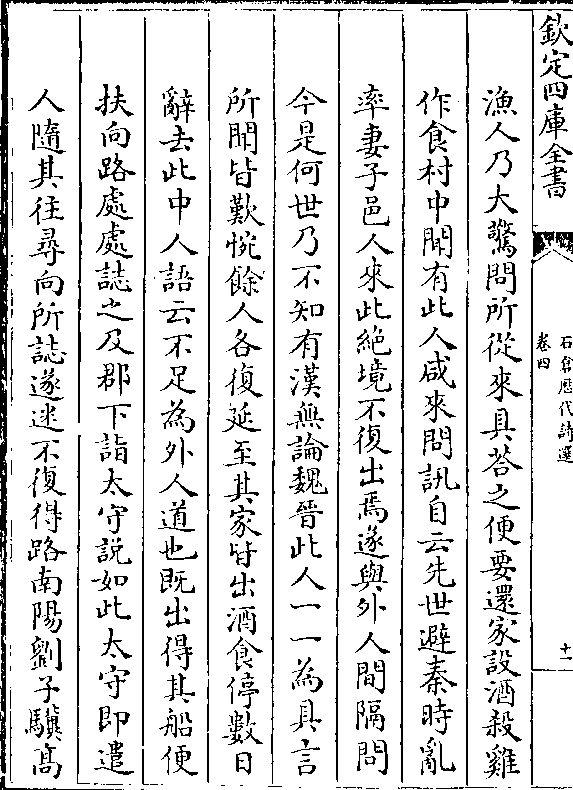 欽定四庫全書
石倉歷代詩選
卷四
十一
漁人乃大驚問所從來具荅之便要還家設酒殺雞
作食村中聞有此人咸來問訊自云先世避秦時亂
率妻子邑人來此絶境不復出焉遂與外人間隔問
今是何世乃不知有漢無論魏晉此人一一為具言
所聞皆歎惋餘人各復延至其家皆出酒食停數日
辭去此中人語云不足為外人道也既出得其船便
扶向路處處誌之及郡下詣太守説如此太守即遣
人隨其往尋向所誌遂迷不復得路南陽劉子驥髙